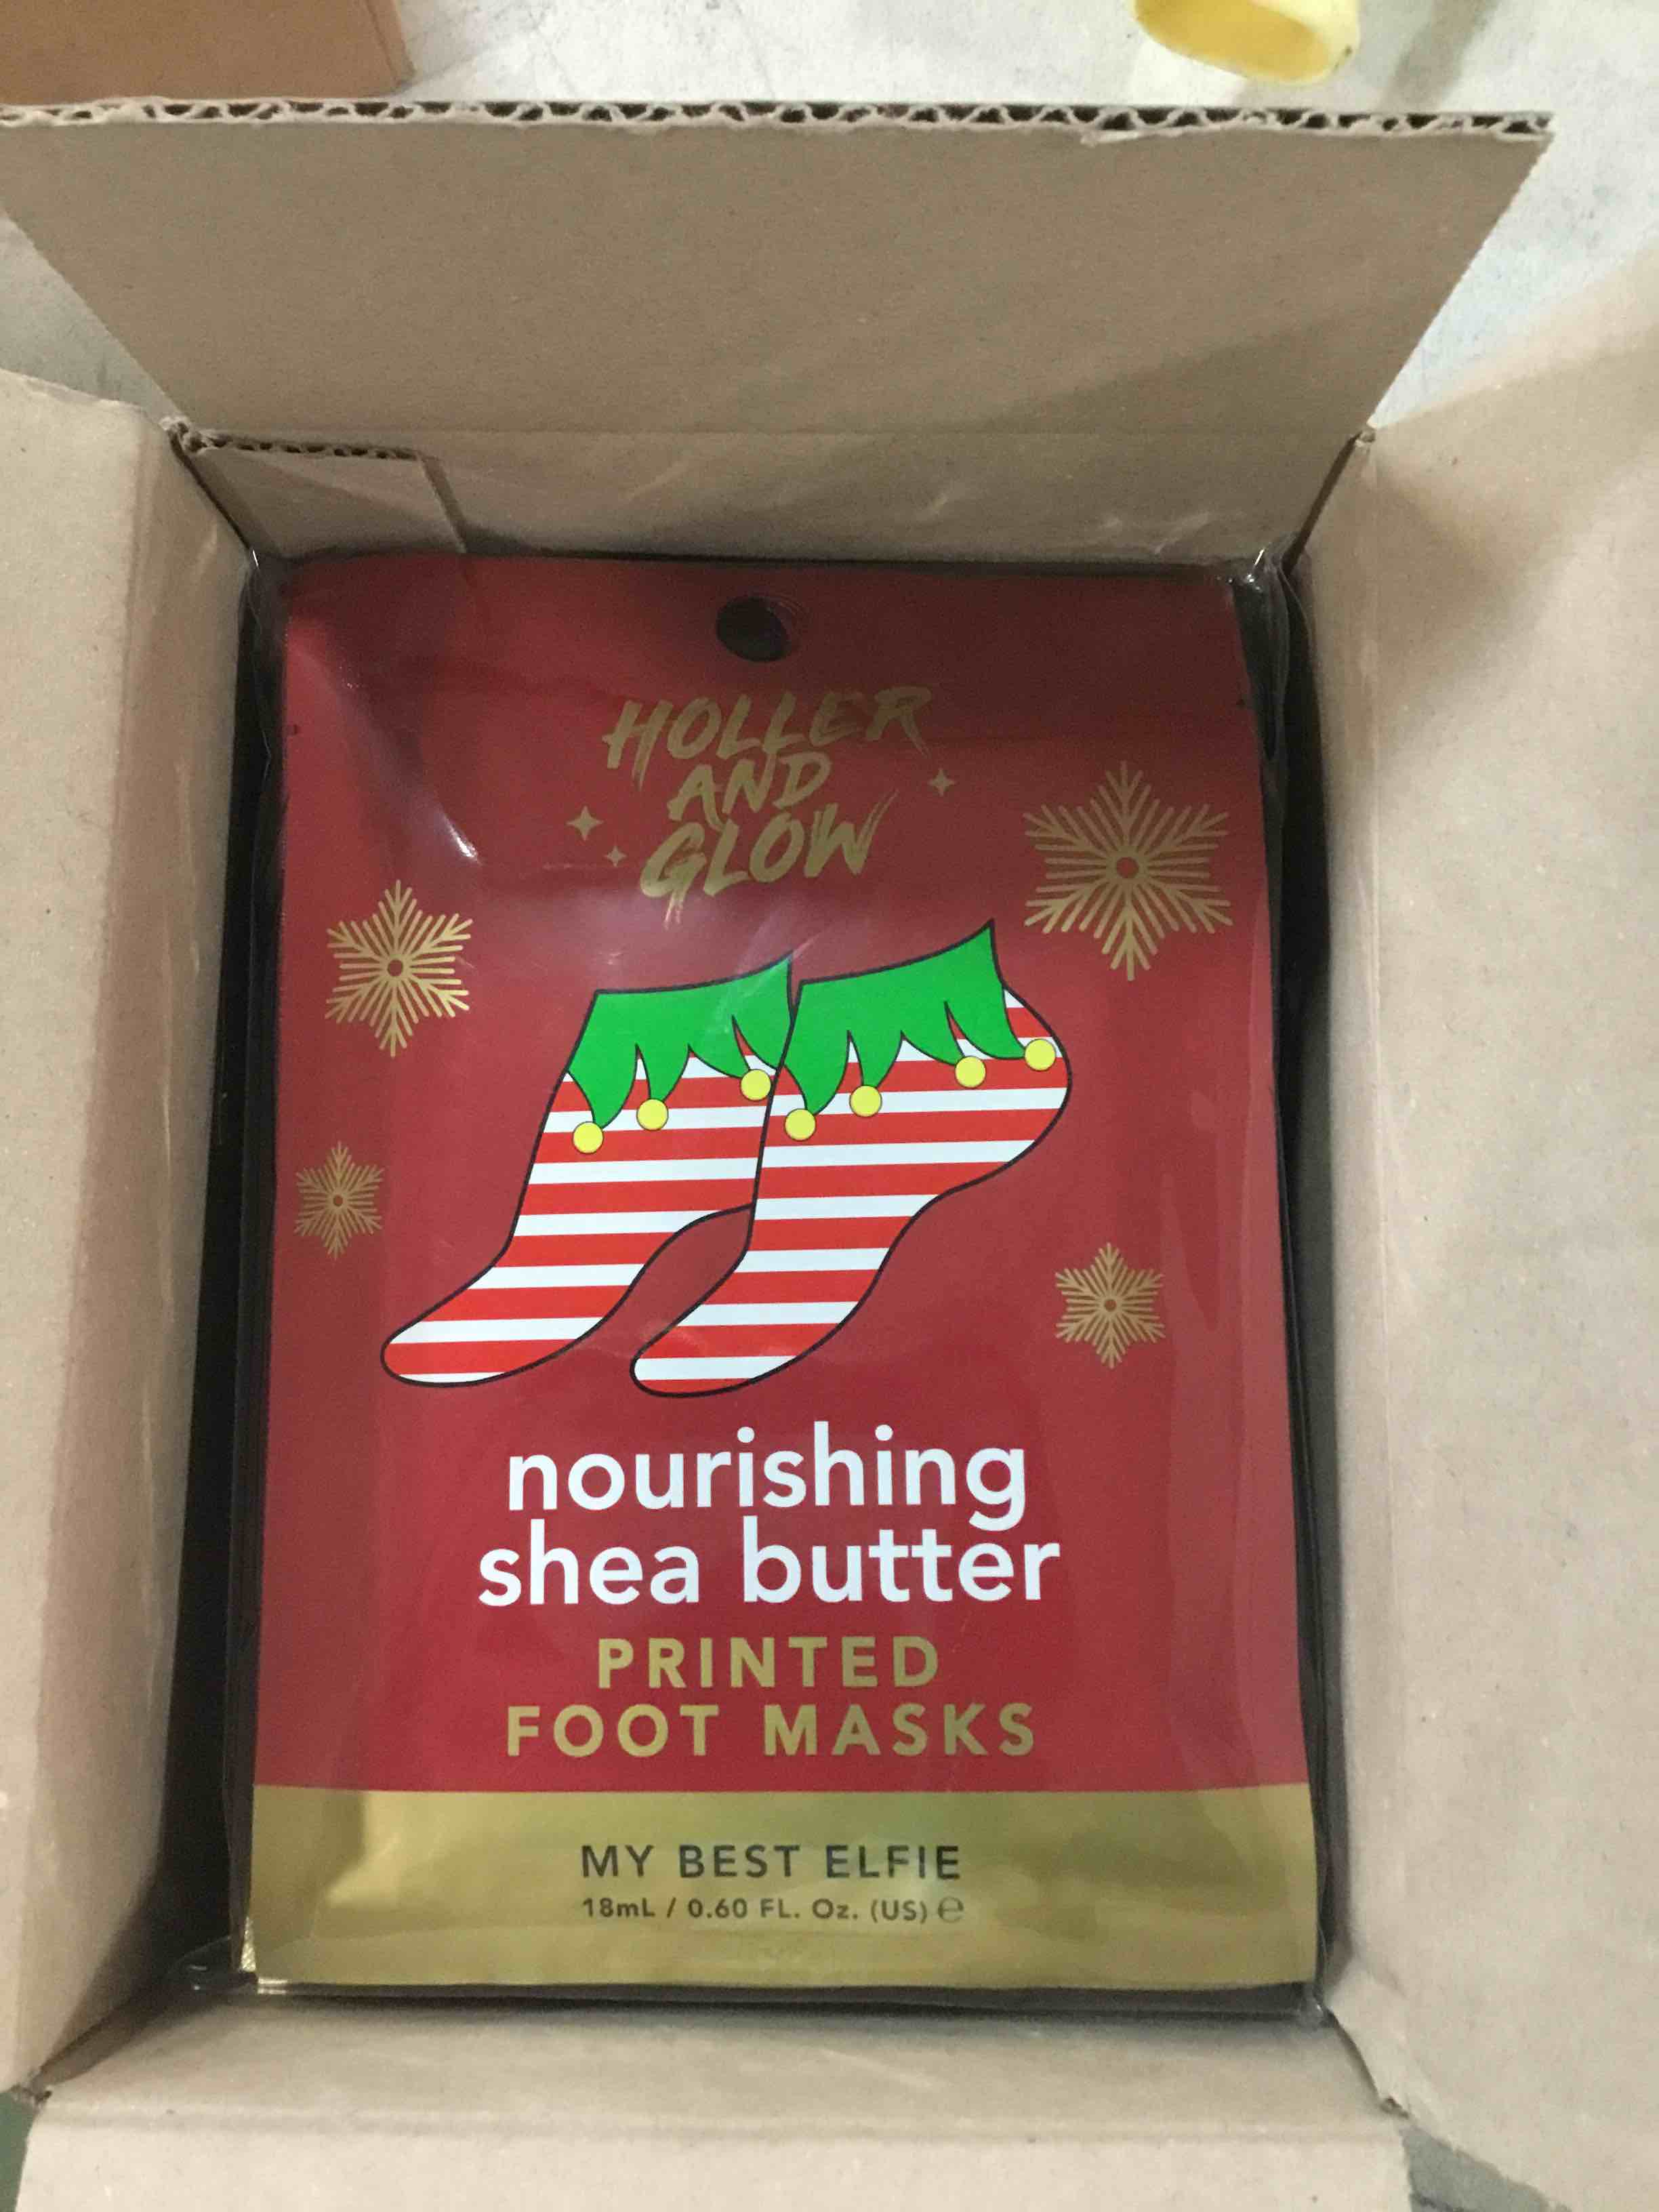 HOLLER
AND
GLOW
nourishing
shea butter
PRINTED
FOOT MASKS
MY BEST ELFIE
18mL / 0.60 FL. Oz. (US) ℮